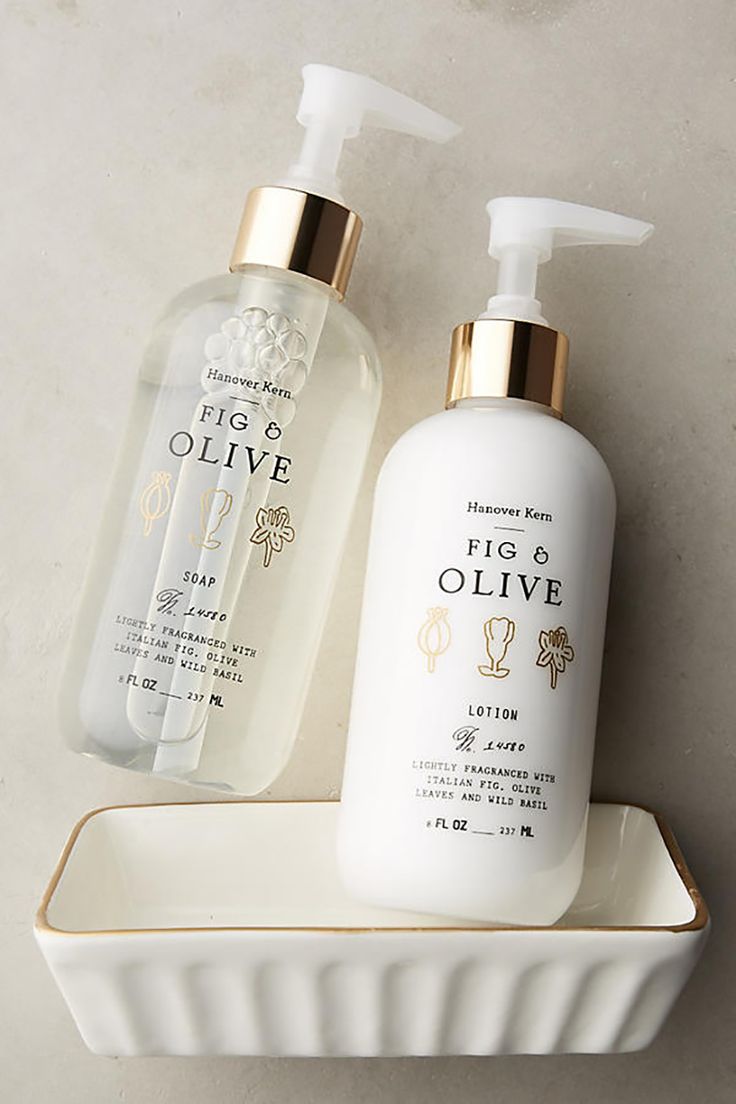 Hanover Kern
FIG &
OLIVE
SOAP
No. 14580
LIGHTLY FRAGRANCED WITH
ITALIAN FIG, OLIVE
LEAVES AND WILD BASIL
8 FL OZ ___ 237 ML
Hanover Kern
FIG &
OLIVE
LOTION
No. 14580
LIGHTLY FRAGRANCED WITH
ITALIAN FIG, OLIVE
LEAVES AND WILD BASIL
8 FL OZ ___ 237 ML